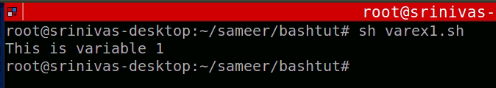 root@srinivas-
root@srinivas-desktop:~/sameer/bashtut# sh varex1.sh
This is variable 1
root@srinivas-desktop:~/sameer/bashtut#